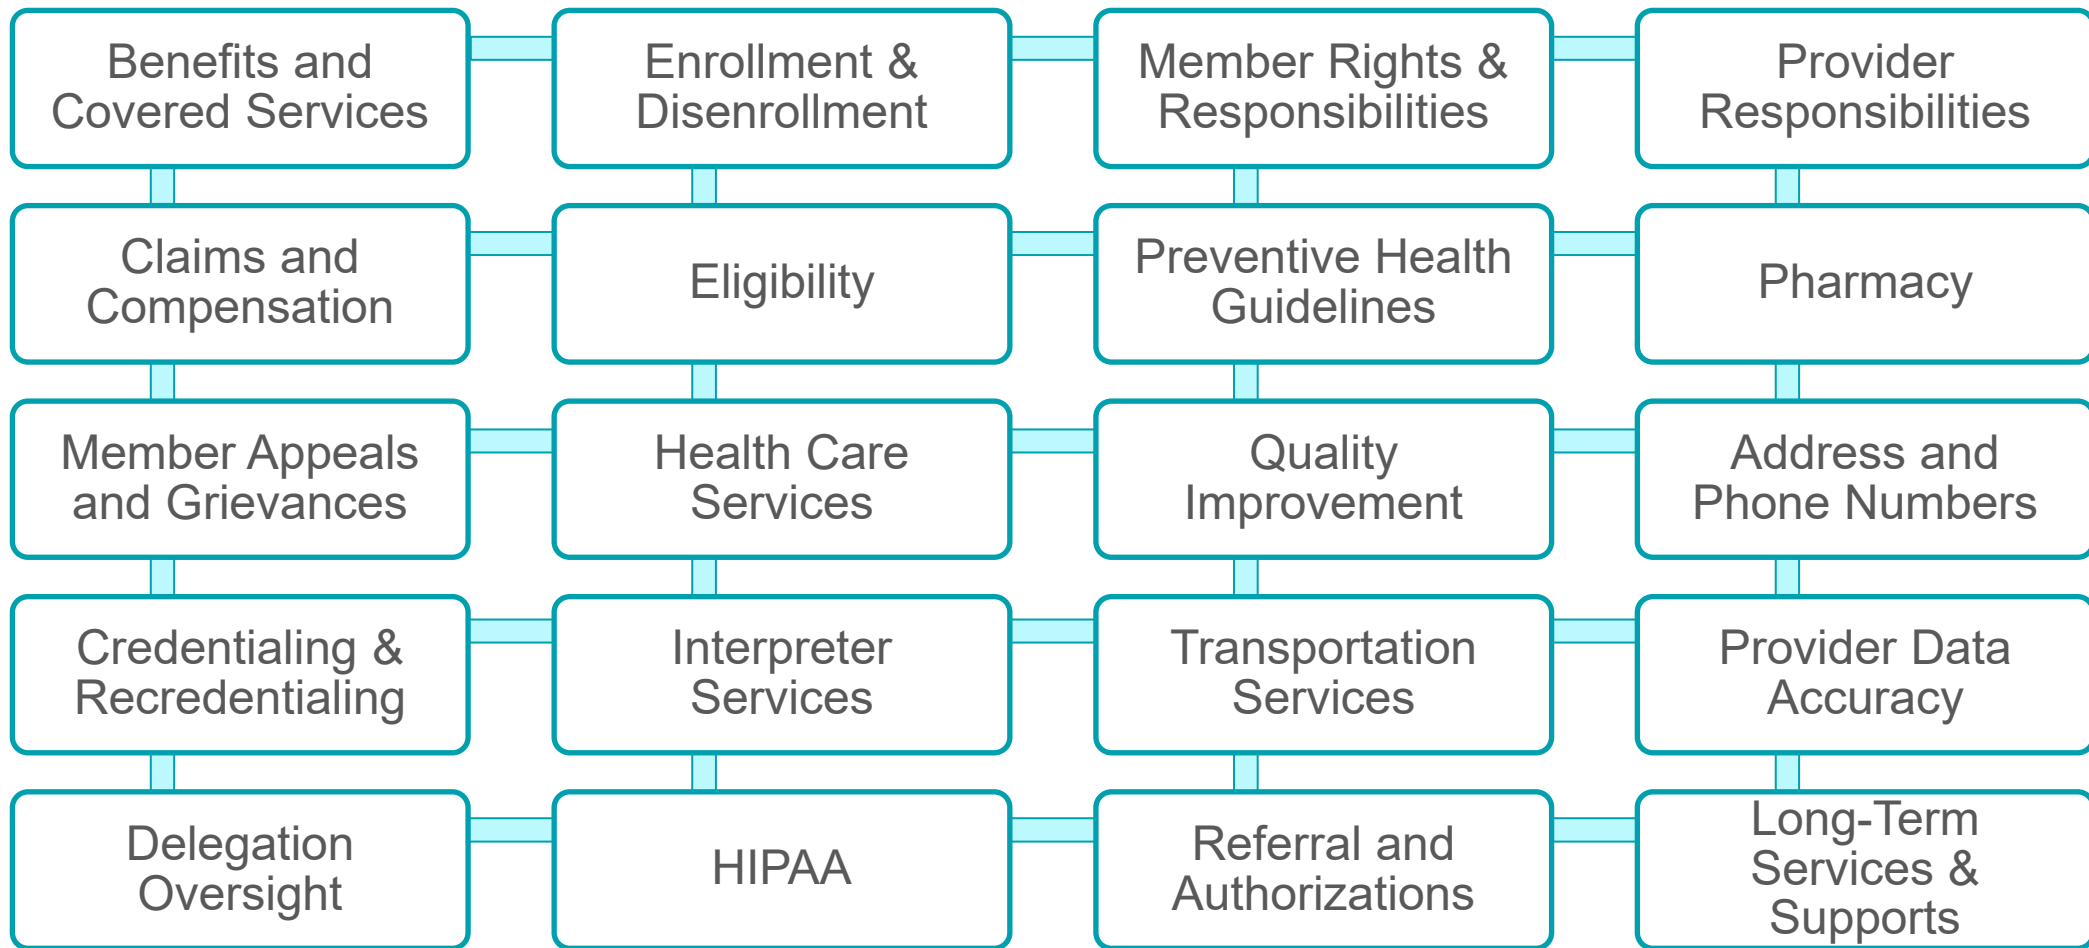 Benefits and
Covered Services
Enrollment &
Disenrollment
Member Rights &
Responsibilities
Provider
Responsibilities
Claims and
Compensation
Eligibility
Preventive Health
Guidelines
Pharmacy
Member Appeals
and Grievances
Health Care
Services
Quality
Improvement
Address and
Phone Numbers
Credentialing &
Recredentialing
Interpreter
Services
Transportation
Services
Provider Data
Accuracy
Delegation
Oversight
HIPAA
Referral and
Authorizations
Long-Term
Services &
Supports